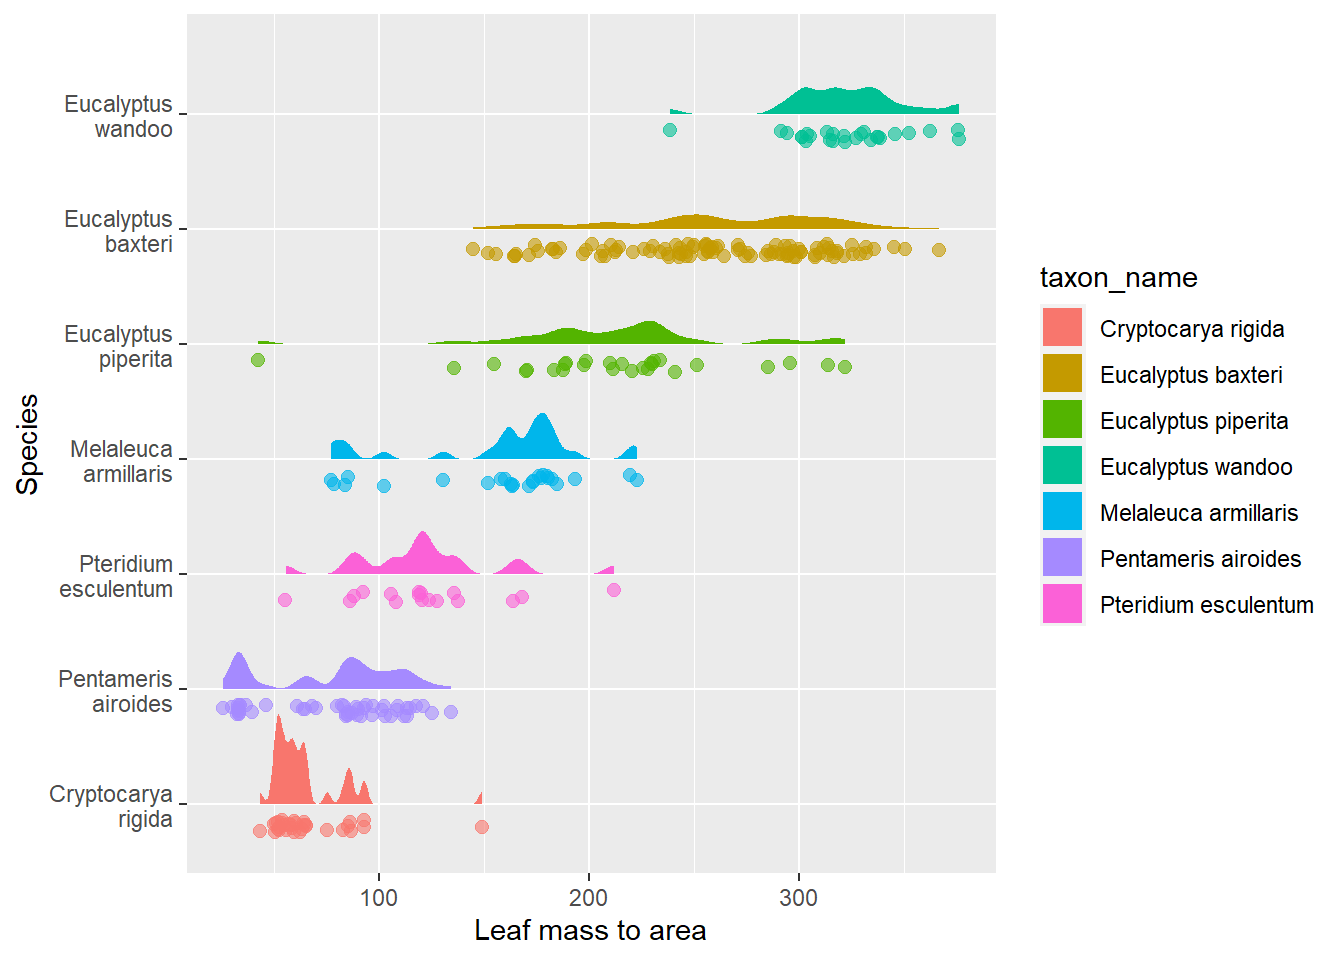 Eucalyptus
wandoo
Eucalyptus
baxteri
Eucalyptus
piperita
Melaleuca
armillaris
Pteridium
esculentum
Pentameris
airoides
Cryptocarya
rigida
Species
100
200
300
Leaf mass to area
taxon_name
Cryptocarya rigida
Eucalyptus baxteri
Eucalyptus piperita
Eucalyptus wandoo
Melaleuca armillaris
Pentameris airoides
Pteridium esculentum